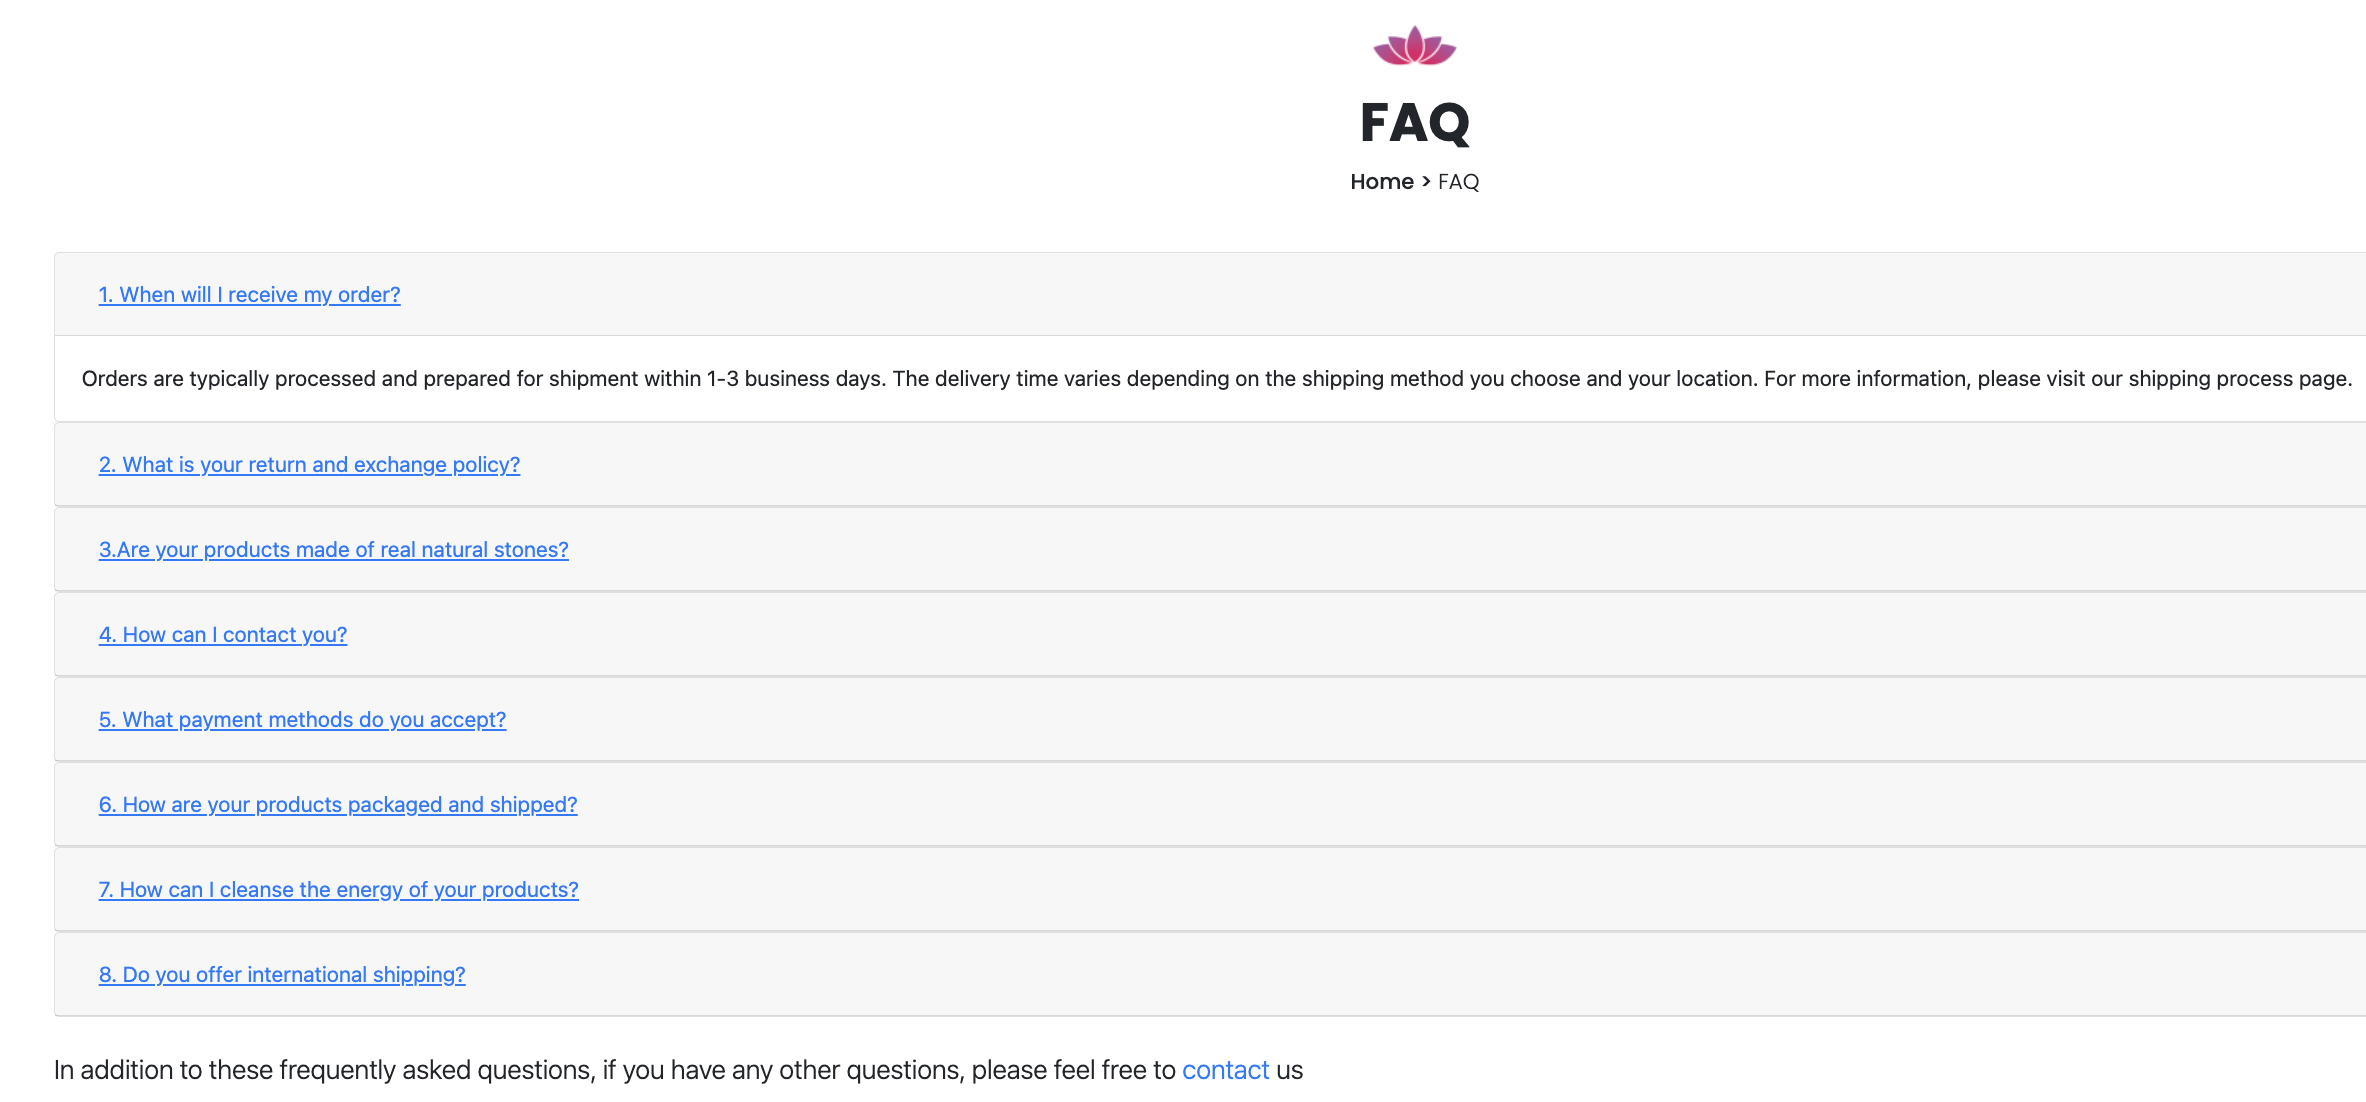 FAQ
Home > FAQ
1. When will I receive my order?
Orders are typically processed and prepared for shipment within 1-3 business days. The delivery time varies depending on the shipping method you choose and your location. For more information, please visit our shipping process page.
2. What is your return and exchange policy?
3.Are your products made of real natural stones?
4. How can I contact you?
5. What payment methods do you accept?
6. How are your products packaged and shipped?
7. How can I cleanse the energy of your products?
8. Do you offer international shipping?
In addition to these frequently asked questions, if you have any other questions, please feel free to contact us